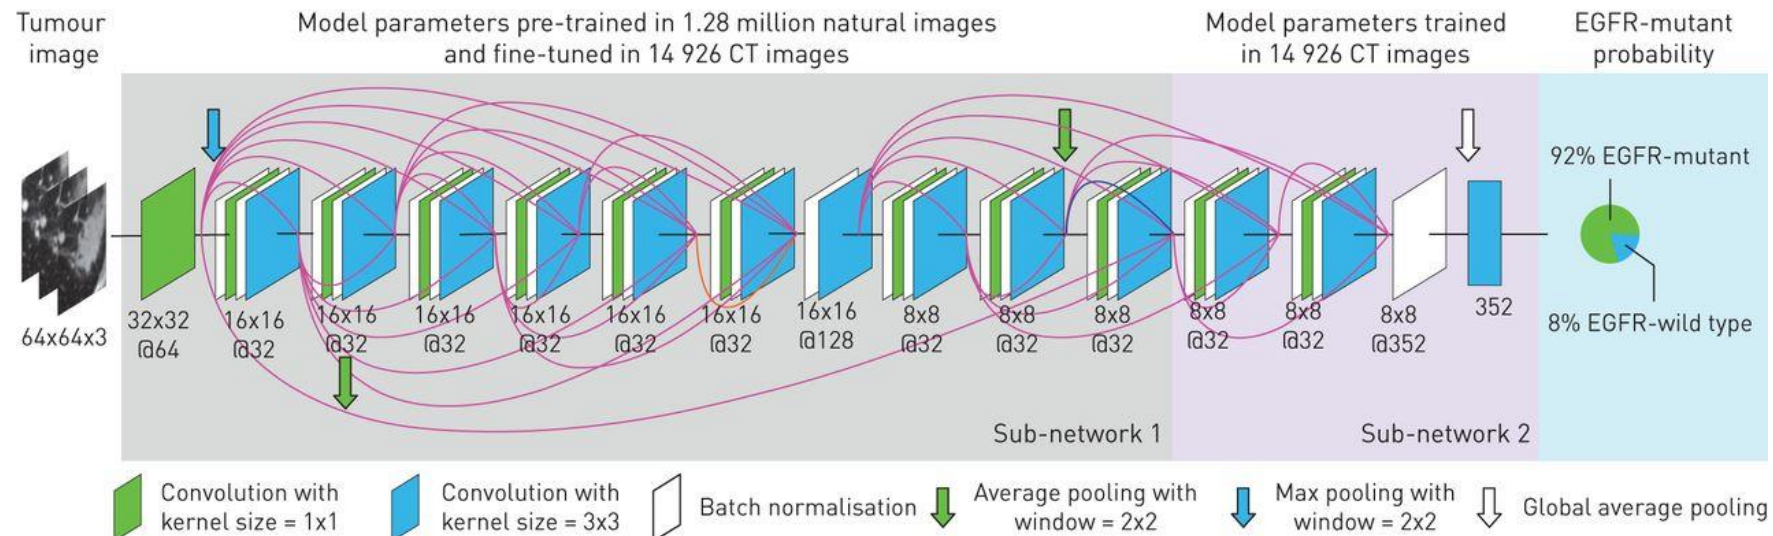 Tumour
image
Model parameters pre-trained in 1.28 million natural images
and fine-tuned in 14 926 CT images
Model parameters trained
in 14 926 CT images
EGFR-mutant
probability
64x64x3
32x32
@64
16x16
@32
16x16
@32
16x16
@32
16x16
@32
16x16
@32
16x16
@32
16x16
@128
8x8
@32
8x8
@32
8x8
@32
8x8
@32
8x8
@32
8x8
@352
352
92% EGFR-mutant
8% EGFR-wild type
Sub-network 1
Sub-network 2
Convolution with
kernel size = 1x1
Convolution with
kernel size = 3x3
Batch normalisation
Average pooling with
window = 2x2
Max pooling with
window = 2x2
Global average pooling